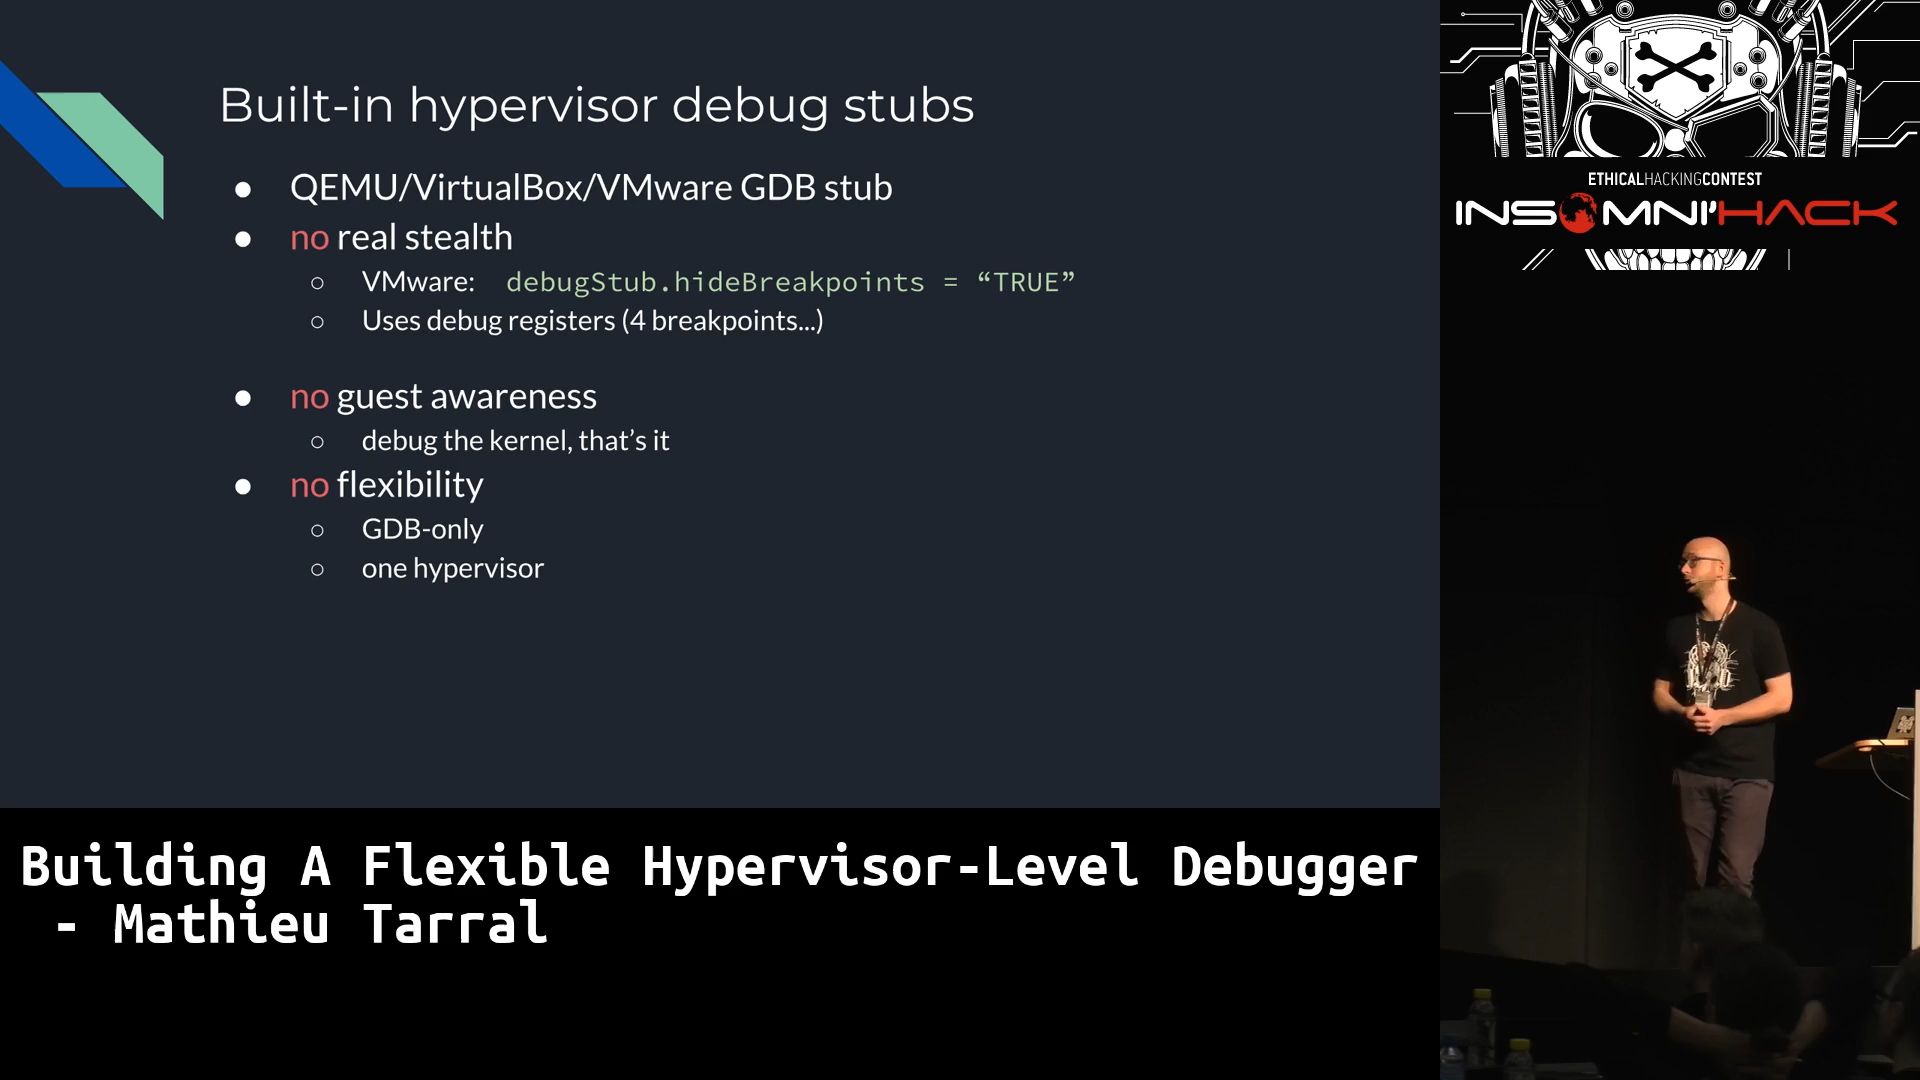 Built-in hypervisor debug stubs
● QEMU/VirtualBox/VMware GDB stub
● no real stealth
○ VMware: debugStub.hideBreakpoints = “TRUE”
○ Uses debug registers (4 breakpoints...)
● no guest awareness
○ debug the kernel, that’s it
● no flexibility
○ GDB-only
○ one hypervisor
ETHICALHACKINGCONTEST
INSOMNI'HACK
Building A Flexible Hypervisor-Level Debugger
- Mathieu Tarral